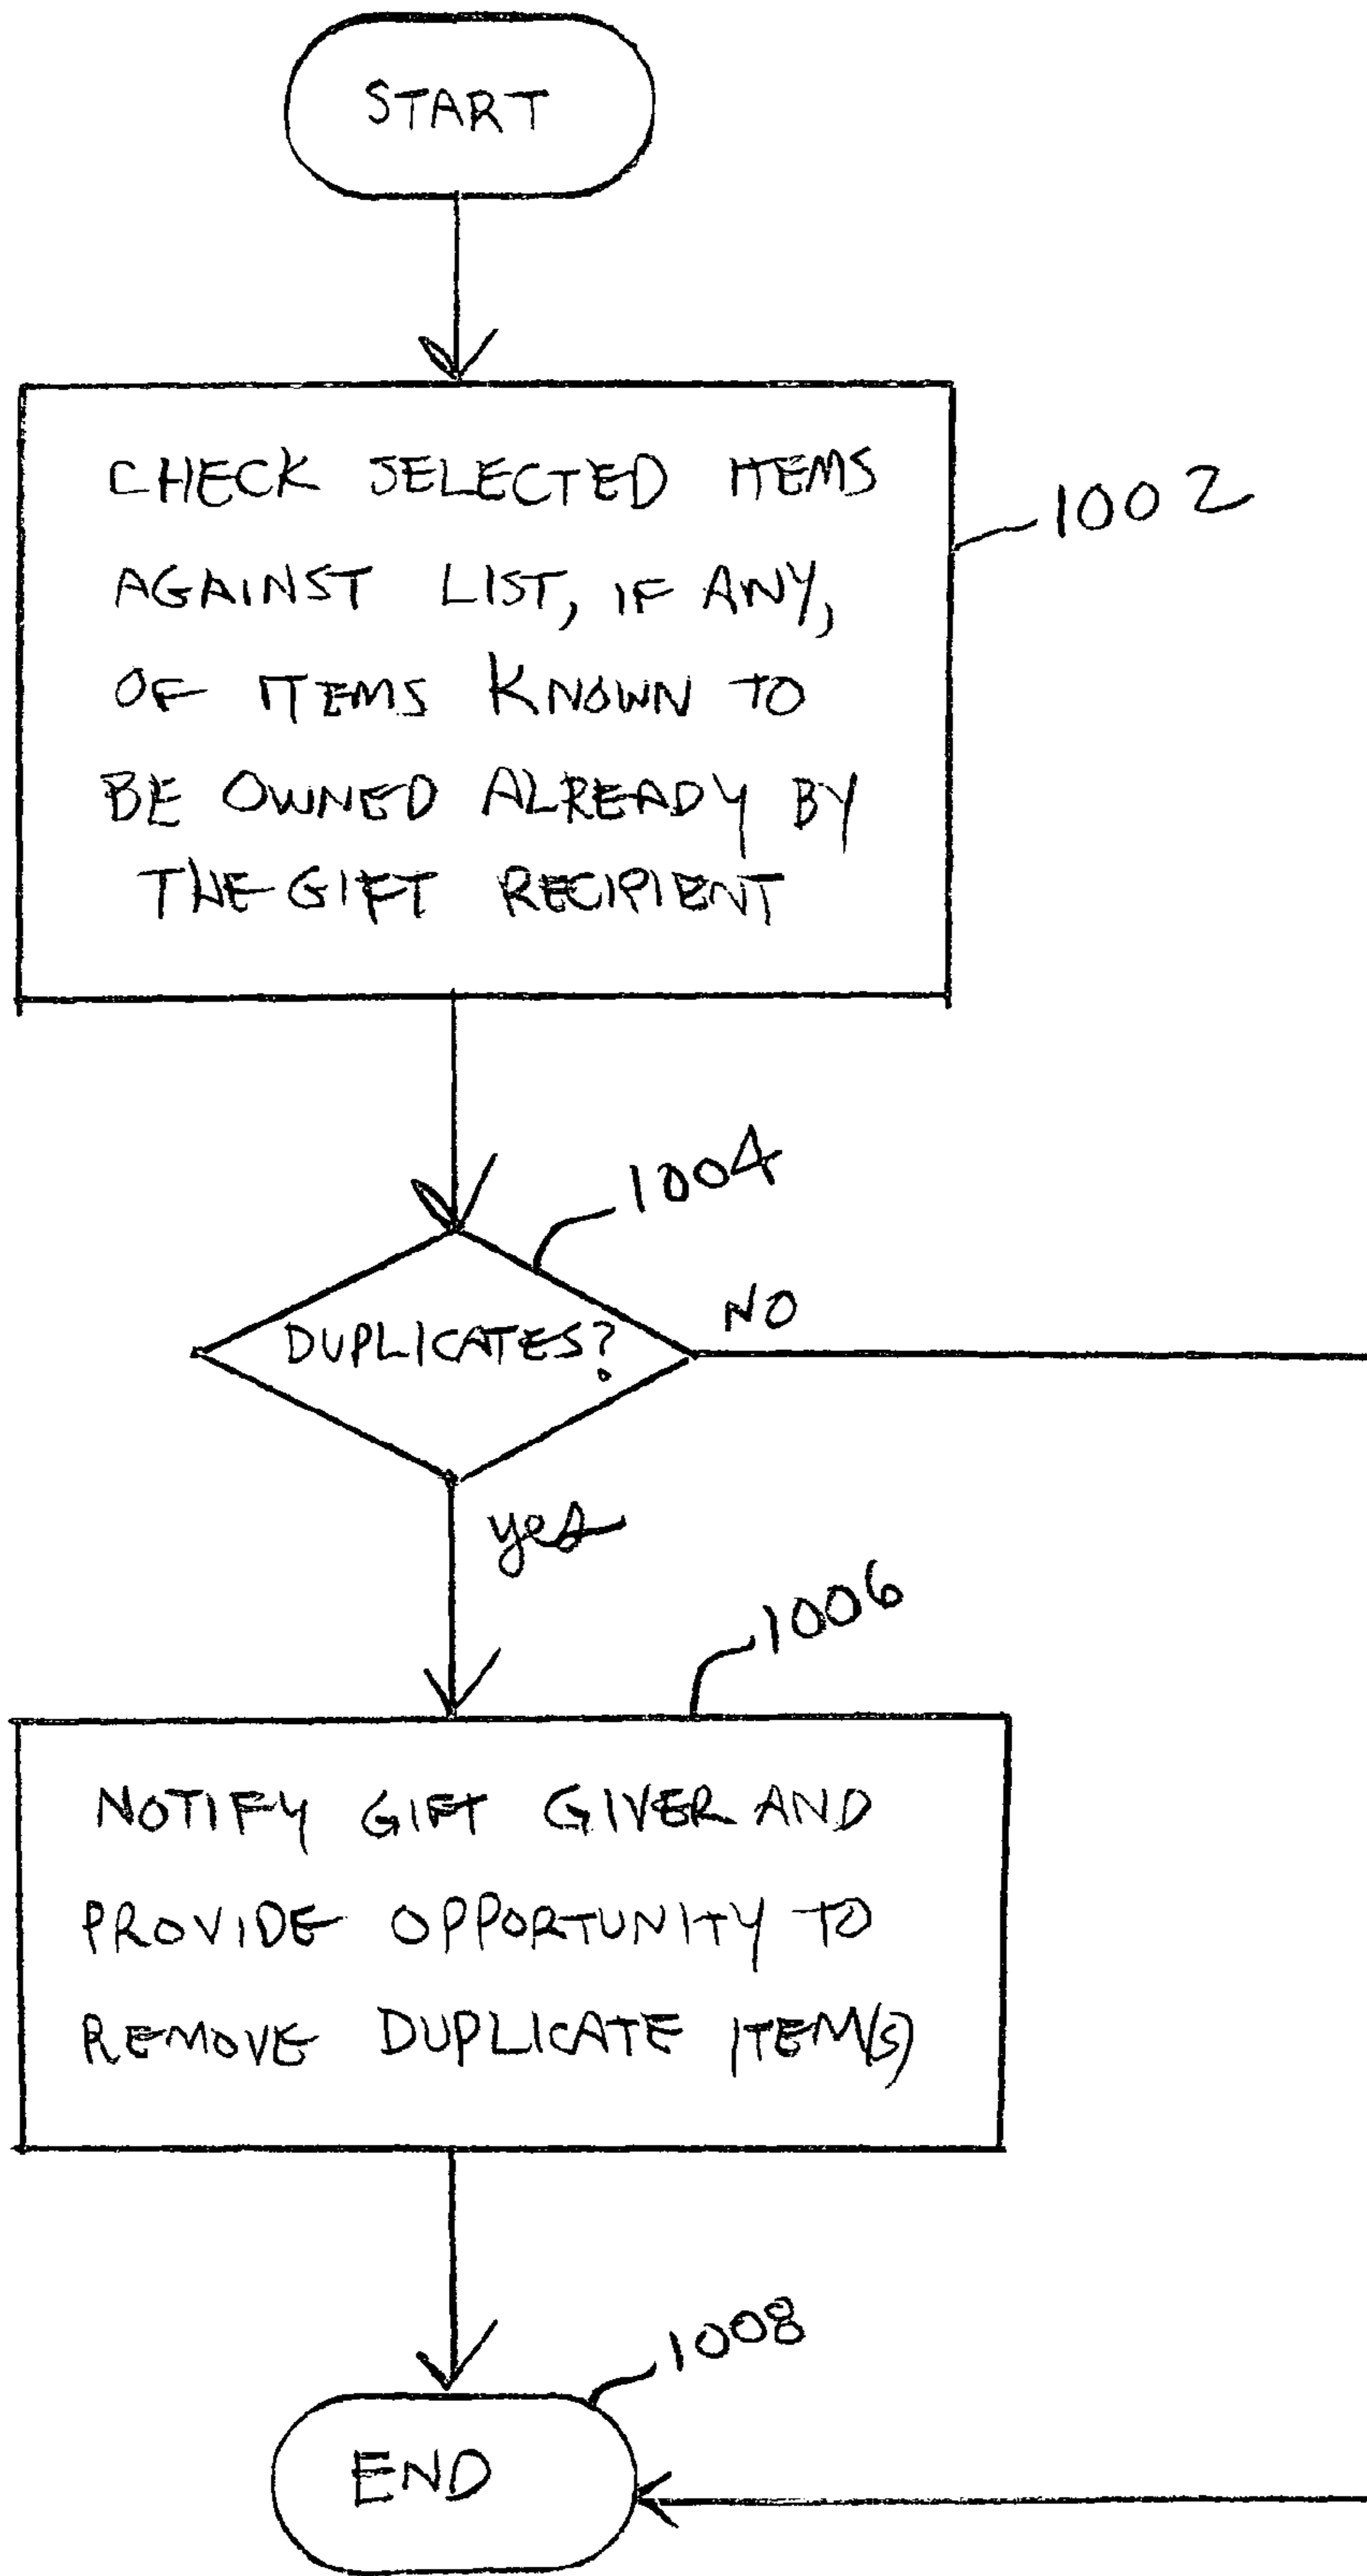 START
CHECK SELECTED ITEMS
AGAINST LIST, IF ANY,
OF ITEMS KNOWN TO
BE OWNED ALREADY BY
THE GIFT RECIPIENT
1002
1004
DUPLICATES?
NO
yes
1006
NOTIFY GIFT GIVER AND
PROVIDE OPPORTUNITY TO
REMOVE DUPLICATE ITEM(S)
1008
END